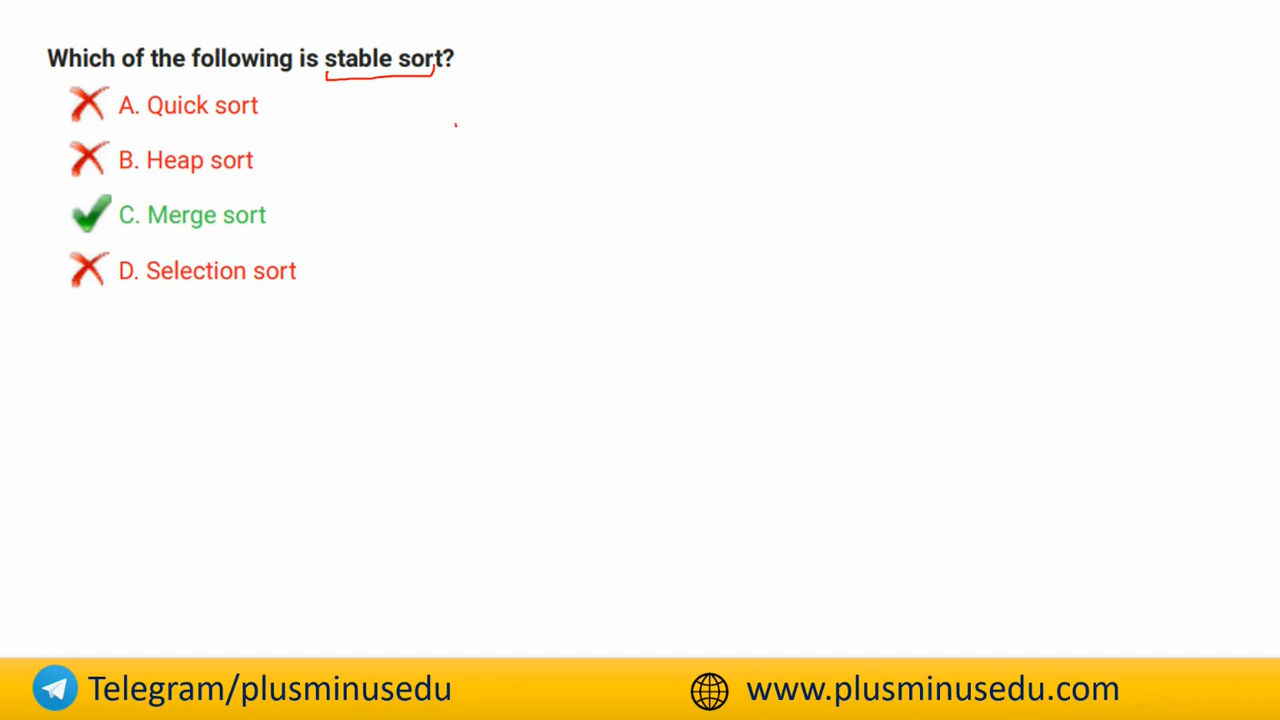 Which of the following is stable sort?
A. Quick sort
B. Heap sort
C. Merge sort
D. Selection sort
Telegram/plusminusedu
www.plusminusedu.com